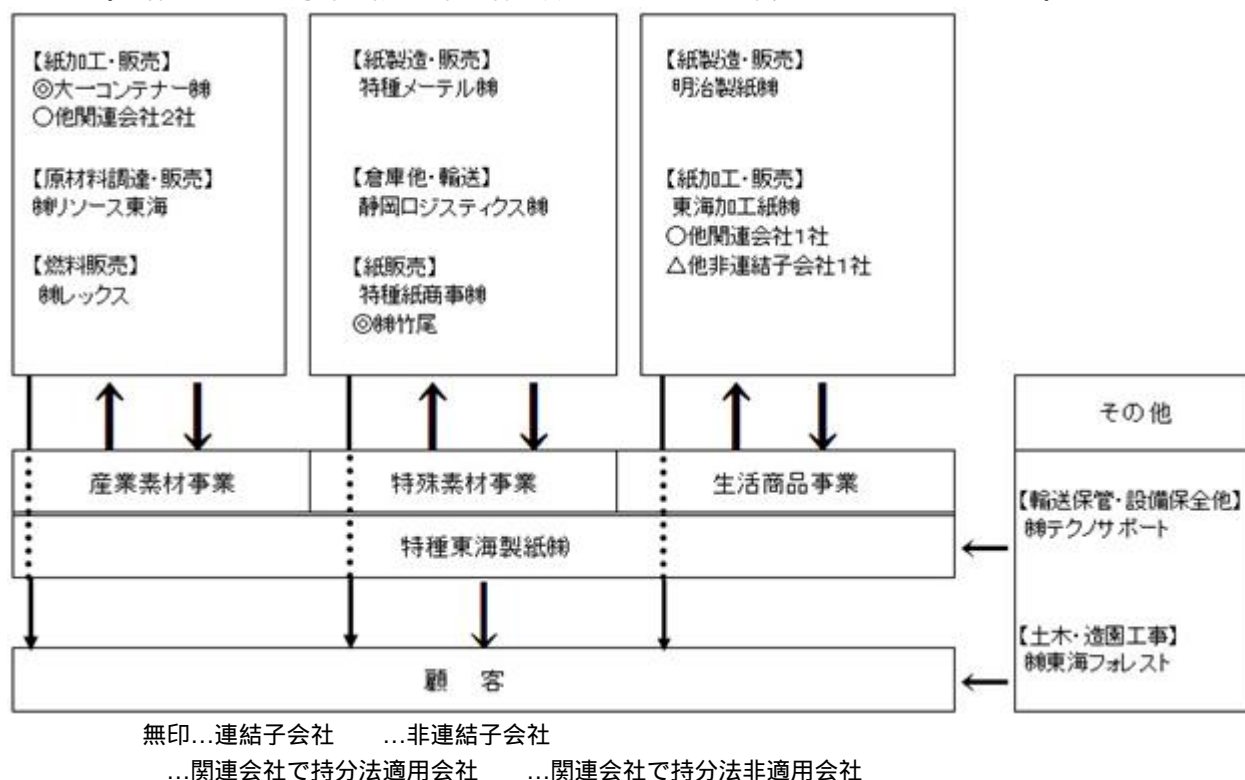 【紙加工・販売】
◎大一コンテナー㈱
○他関連会社2社
【原材料調達・販売】
㈱リソース東海
【燃料販売】
㈱レックス
【紙製造・販売】
特種メーテル㈱
【倉庫他・輸送】
静岡ロジスティクス㈱
【紙販売】
特種紙商事㈱
◎㈱竹尾
【紙製造・販売】
明治製紙㈱
【紙加工・販売】
東海加工紙㈱
○他関連会社1社
△他非連結子会社1社
産業素材事業
特殊素材事業
生活商品事業
特種東海製紙㈱
顧 客
その他
【輸送保管・設備保全他】
㈱テクノサポート
【土木・造園工事】
㈱東海フォレスト
無印…連結子会社 …非連結子会社
…関連会社で持分法適用会社 …関連会社で持分法非適用会社